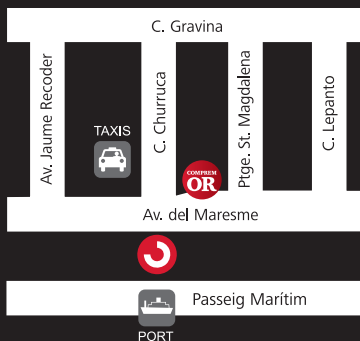 C. Gravina
Av. Jaume Recoder
TAXIS
C. Churruca
COMPREM
OR
Ptge. St. Magdalena
C. Lepanto
Av. del Maresme
Passeig Marítim
PORT